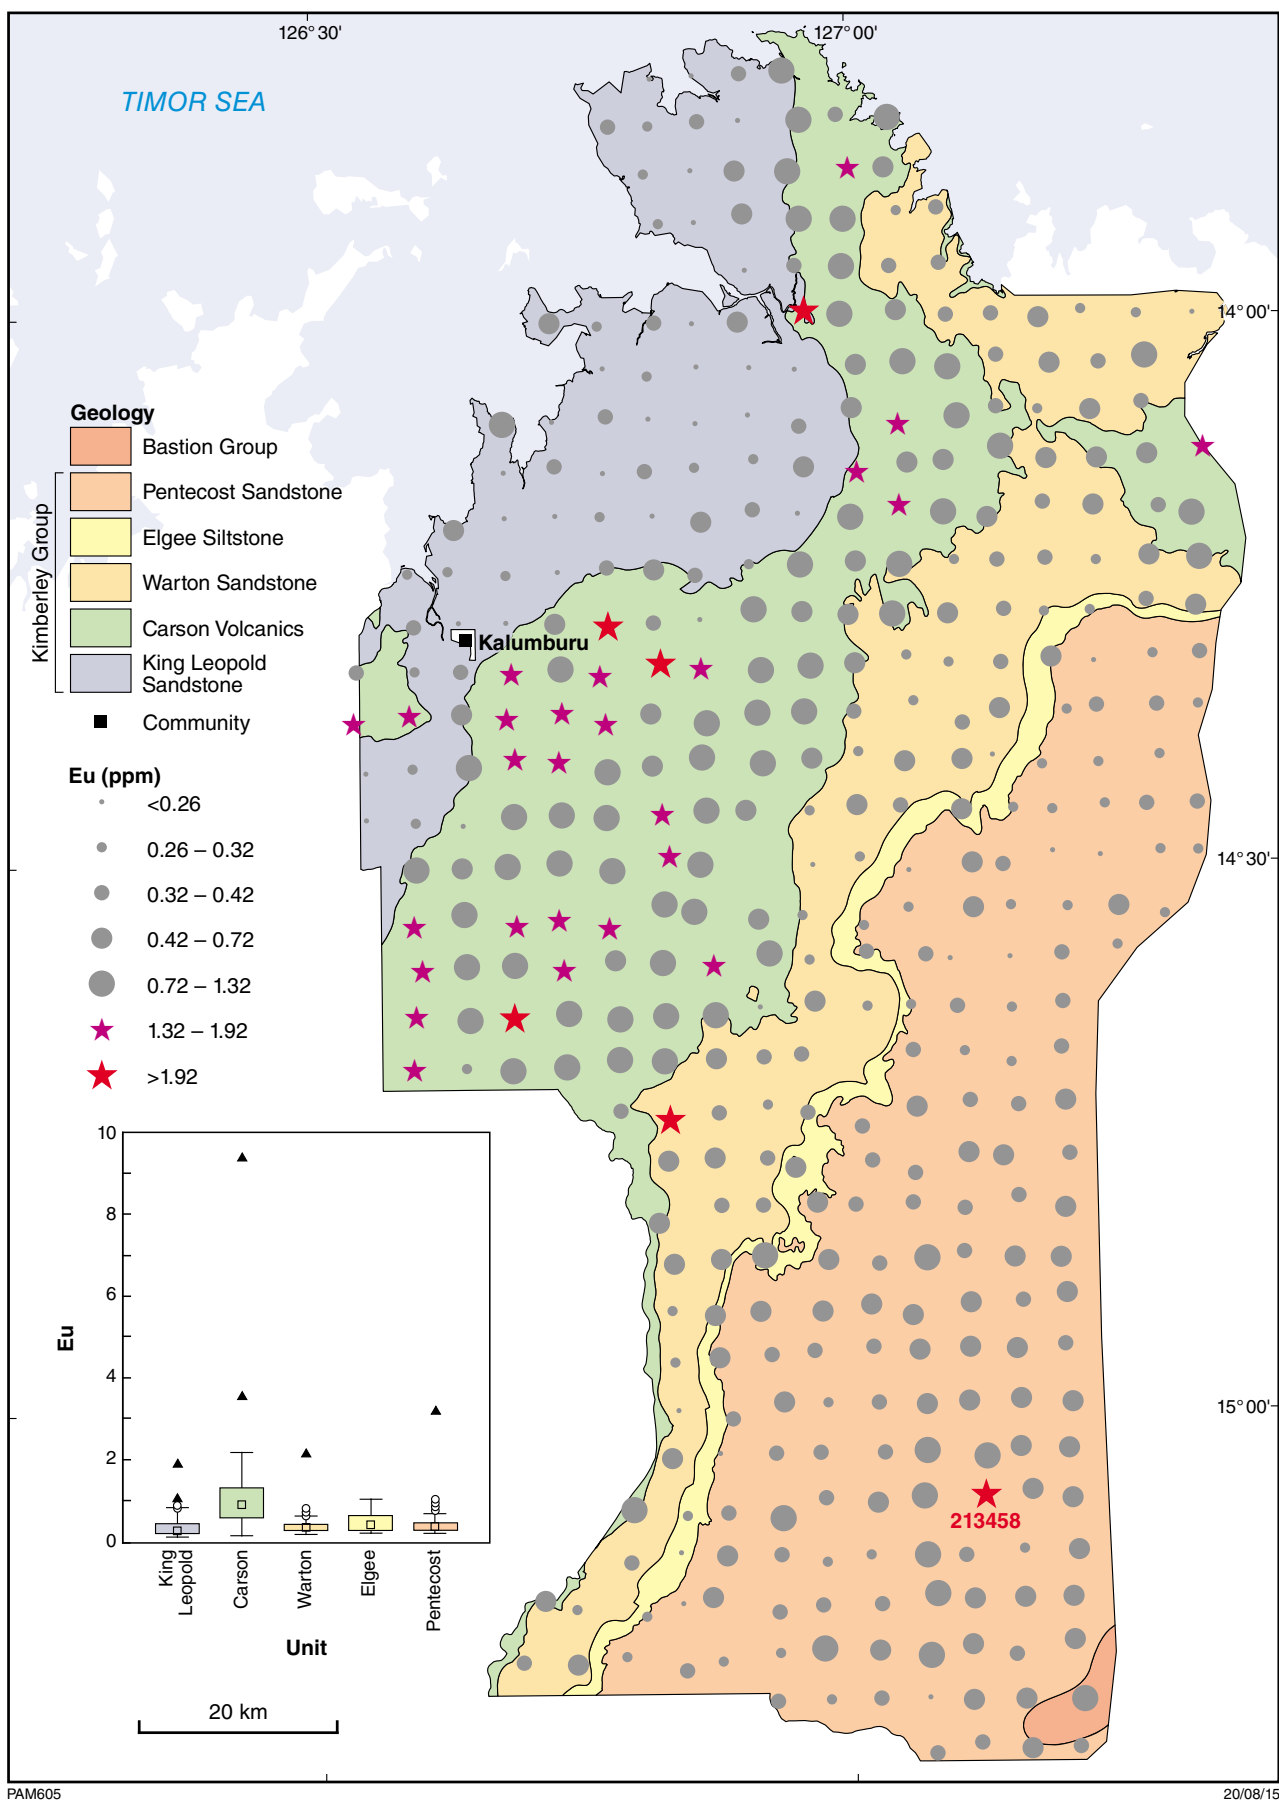 126°30'
127°00'
TIMOR SEA
14°00'
Geology
Bastion Group
Pentecost Sandstone
Elgee Siltstone
Warton Sandstone
Carson Volcanics
King Leopold
Sandstone
Kimberley Group
Community
Kalumburu
Eu (ppm)
<0.26
0.26 – 0.32
0.32 – 0.42
0.42 – 0.72
0.72 – 1.32
1.32 – 1.92
>1.92
14°30'
15°00'
213458
10
8
6
4
2
0
Eu
King
Leopold
Carson
Warton
Elgee
Pentecost
Unit
20 km
PAM605
20/08/15